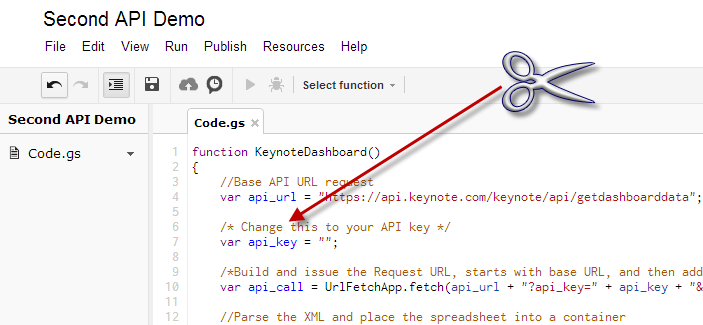 Second API Demo
File Edit View Run Publish Resources Help
Select function
Second API Demo
Code.gs
Code.gs ×
1 function KeynoteDashboard()
2 {
3 //Base API URL request
4 var api_url = "https://api.keynote.com/keynote/api/getdashboarddata";
5
6 /* Change this to your API key */
7 var api_key = "";
8
9 /*Build and issue the Request URL, starts with base URL, and then add
10 var api_call = UrlFetchApp.fetch(api_url + "?api_key=" + api_key + "&
11
12 //Parse the XML and place the spreadsheet into a container